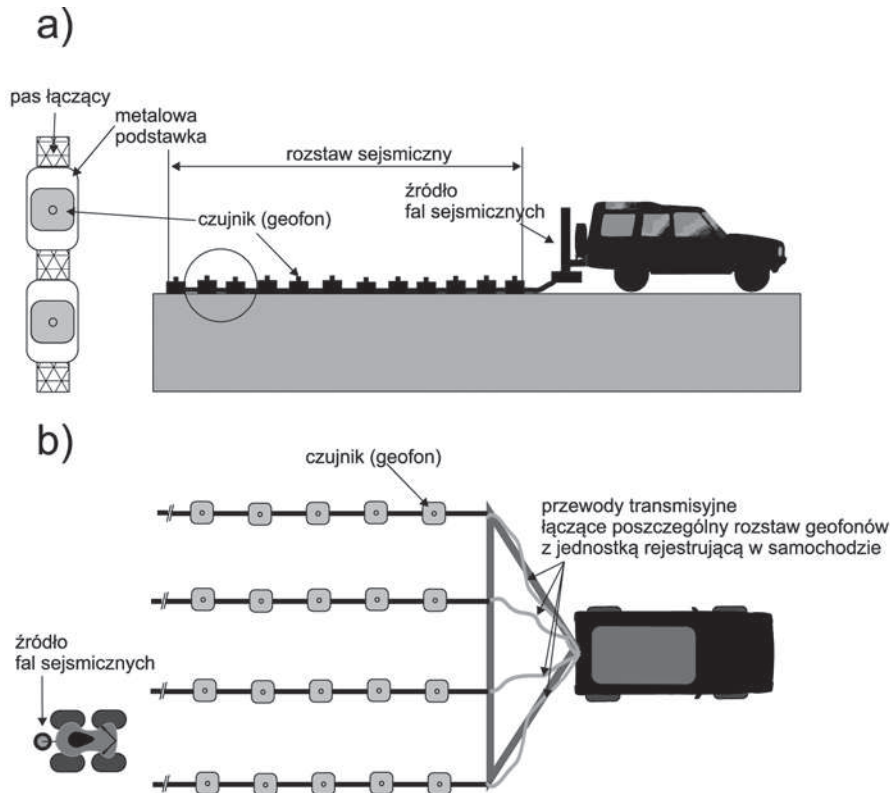 a)
pas łączący
metalowa
podstawka
rozstaw sejsmiczny
źródło
fal sejsmicznych
czujnik (geofon)
b)
czujnik (geofon)
przewody transmisyjne
łączące poszczególny rozstaw geofonów
z jednostką rejestrującą w samochodzie
źródło
fal sejsmicznych